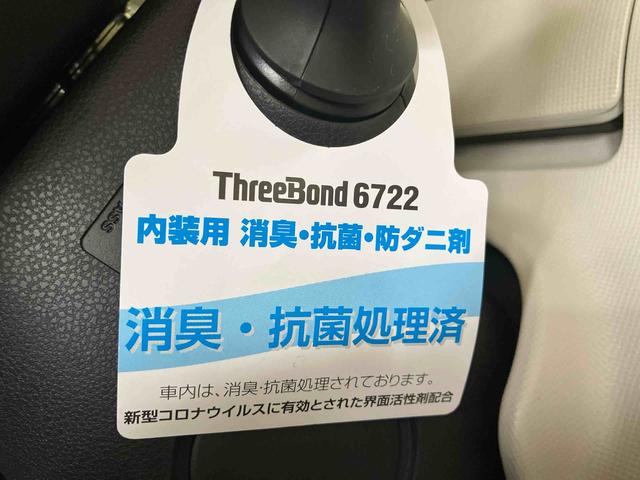 ThreeBond 6722
内装用 消臭・抗菌・防ダニ剤
消臭・抗菌処理済
車内は、消臭・抗菌処理されております。
新型コロナウイルスに有効とされた界面活性剤配合